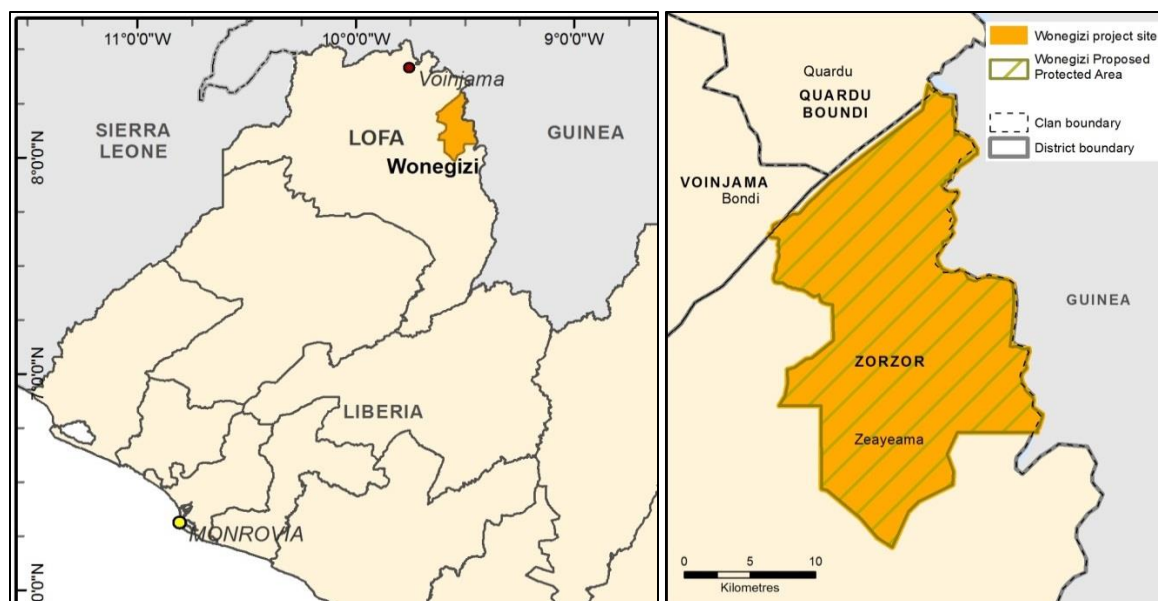 11°0'0"W
10°0'0"W
9°0'0"W
Voinjama
SIERRA
LEONE
LOFA
GUINEA
8°0'0"N
Wonegizi
7°0'0"N
LIBERIA
MONROVIA
0'0"N
Wonegizi project site
Wonegizi Proposed
Protected Area
Clan boundary
District boundary
Quardu
QUARDU
BOUNDI
VOINJAMA
Bondi
GUINEA
ZORZOR
Zeayeama
0 5 10
Kilometres